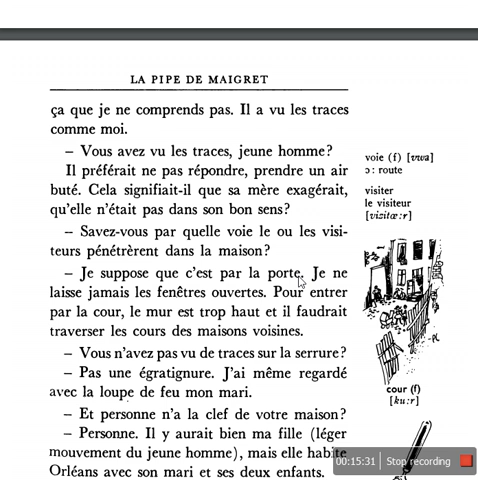 LA PIPE DE MAIGRET
ça que je ne comprends pas. Il a vu les traces
comme moi.
– Vous avez vu les traces, jeune homme?
Il préférait ne pas répondre, prendre un air
buté. Cela signifiait-il que sa mère exagérait,
qu'elle n'était pas dans son bon sens?
– Savez-vous par quelle voie le ou les visi-
teurs pénétrèrent dans la maison?
– Je suppose que c'est par la porte. Je ne
laisse jamais les fenêtres ouvertes. Pour entrer
par la cour, le mur est trop haut et il faudrait
traverser les cours des maisons voisines.
– Vous n'avez pas vu de traces sur la serrure?
– Pas une égratignure. J'ai même regardé
avec la loupe de feu mon mari.
– Et personne n'a la clef de votre maison?
– Personne. Il y aurait bien ma fille (léger
mouvement du jeune homme), mais elle habite
Orléans avec son mari et ses deux enfants.
voie (f) [vwa]
ɔ: route
visiter
le visiteur
[vizitœ:r]
cour (f)
[ku:r]
00:15:31 Stop recording